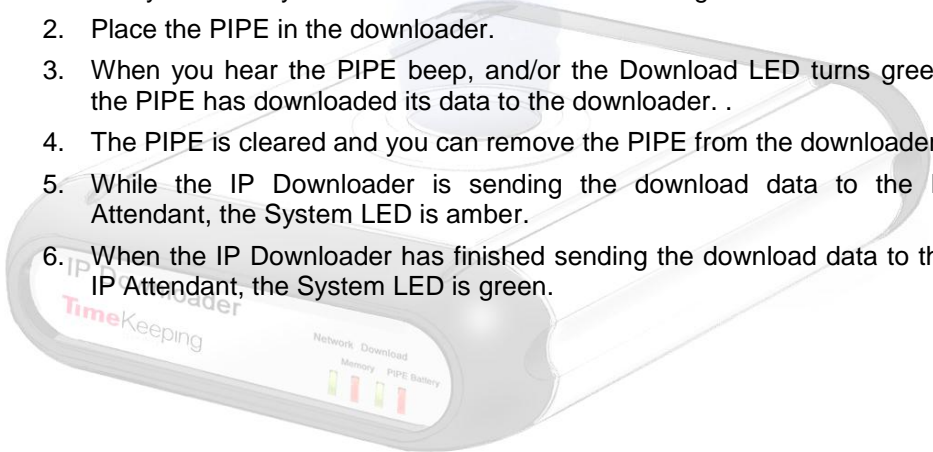 2. Place the PIPE in the downloader.
3. When you hear the PIPE beep, and/or the Download LED turns gree
the PIPE has downloaded its data to the downloader. .
4. The PIPE is cleared and you can remove the PIPE from the downloader
5. While the IP Downloader is sending the download data to the
Attendant, the System LED is amber.
6. When the IP Downloader has finished sending the download data to th
IP Attendant, the System LED is green.
IP Downloader
TimeKeeping
Network Download
Memory PIPE Battery